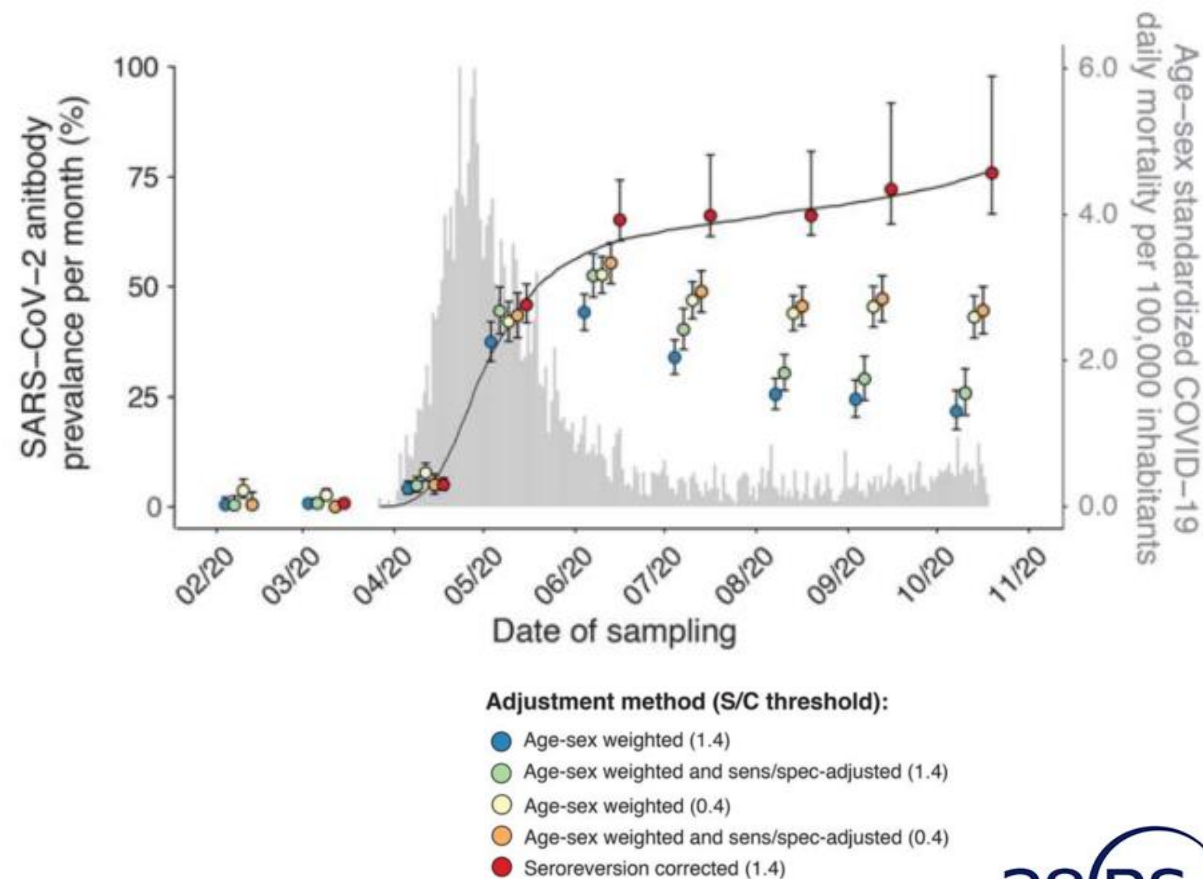 100
75
50
25
0
SARS−CoV−2 anitbody
prevalance per month (%)
6.0
4.0
2.0
0.0
Age−sex standardized COVID−19
daily mortality per 100,000 inhabitants
02/20
03/20
04/20
05/20
06/20
07/20
08/20
09/20
10/20
11/20
Date of sampling
Adjustment method (S/C threshold):
Age-sex weighted (1.4)
Age-sex weighted and sens/spec-adjusted (1.4)
Age-sex weighted (0.4)
Age-sex weighted and sens/spec-adjusted (0.4)
Seroreversion corrected (1.4)